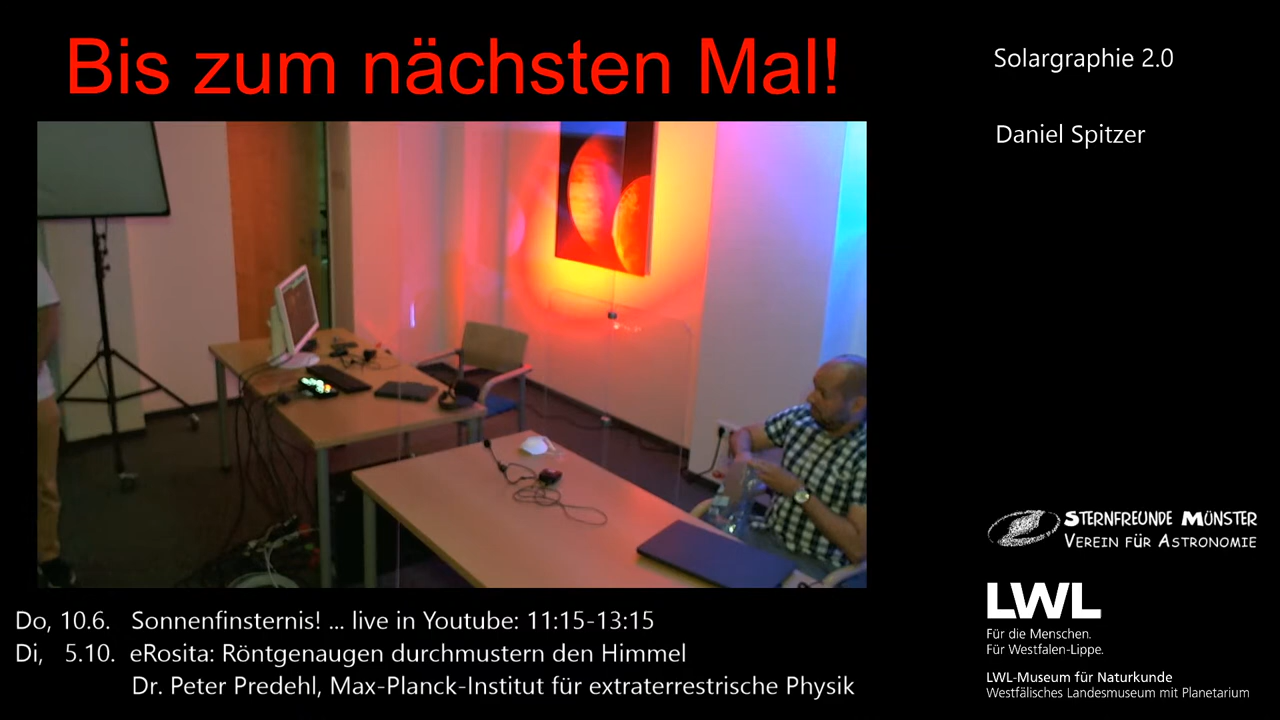 Bis zum nächsten Mal!
Solargraphie 2.0
Daniel Spitzer
Do, 10.6. Sonnenfinsternis! ... live in Youtube: 11:15-13:15
Di, 5.10. eRosita: Röntgenaugen durchmustern den Himmel
Dr. Peter Predehl, Max-Planck-Institut für extraterrestrische Physik
STERNFREUNDE MÜNSTER
VEREIN FÜR ASTRONOMIE
LWL
Für die Menschen.
Für Westfalen-Lippe.
LWL-Museum für Naturkunde
Westfälisches Landesmuseum mit Planetarium